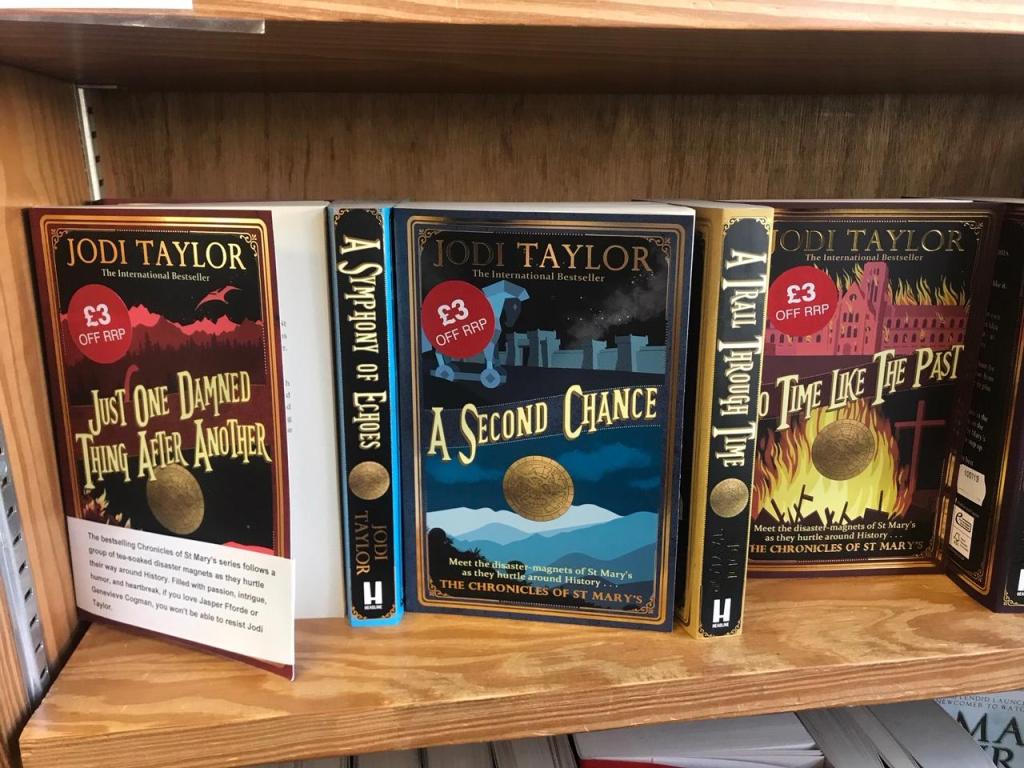 JODI TAYLOR
The International Bestseller
£3
OFF RRP
JUST ONE DAMNED
THING AFTER ANOTHER
The bestselling Chronicles of St Mary's series follows a
group of tea-soaked disaster magnets as they hurtle
their way around History. Filled with passion, intrigue,
humor, and heartbreak, if you love Jasper Fforde or
Genevieve Cogman, you won't be able to resist Jodi
Taylor.
A SYMPHONY OF ECHOES
JODI
TAYLOR
H
HEADLINE
JODI TAYLOR
The International Bestseller
£3
OFF RRP
A SECOND CHANCE
Meet the disaster-magnets of St Mary's
as they hurtle around History . . .
THE CHRONICLES OF ST MARY'S
A TRAIL THROUGH TIME
JODI
TAYLOR
H
HEADLINE
JODI TAYLOR
The International Bestseller
£3
OFF RRP
O TIME LIKE THE PAST
Meet the disaster-magnets of St Mary's
as they hurtle around History . . .
THE CHRONICLES OF ST MARY'S
MA